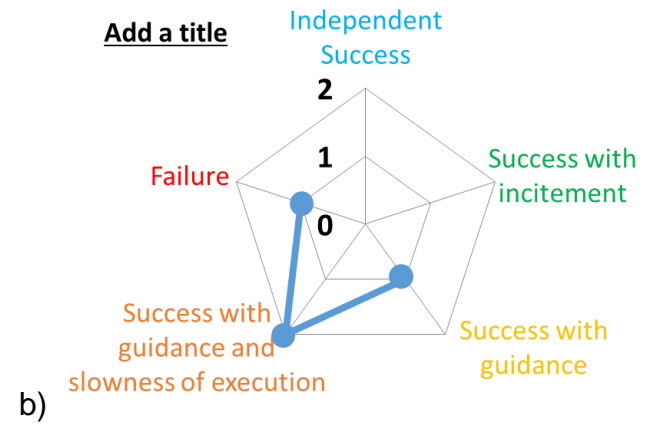 Add a title
Independent
Success
2
1
0
Success with
incitement
Failure
Success with
guidance and
slowness of execution
Success with
guidance
b)